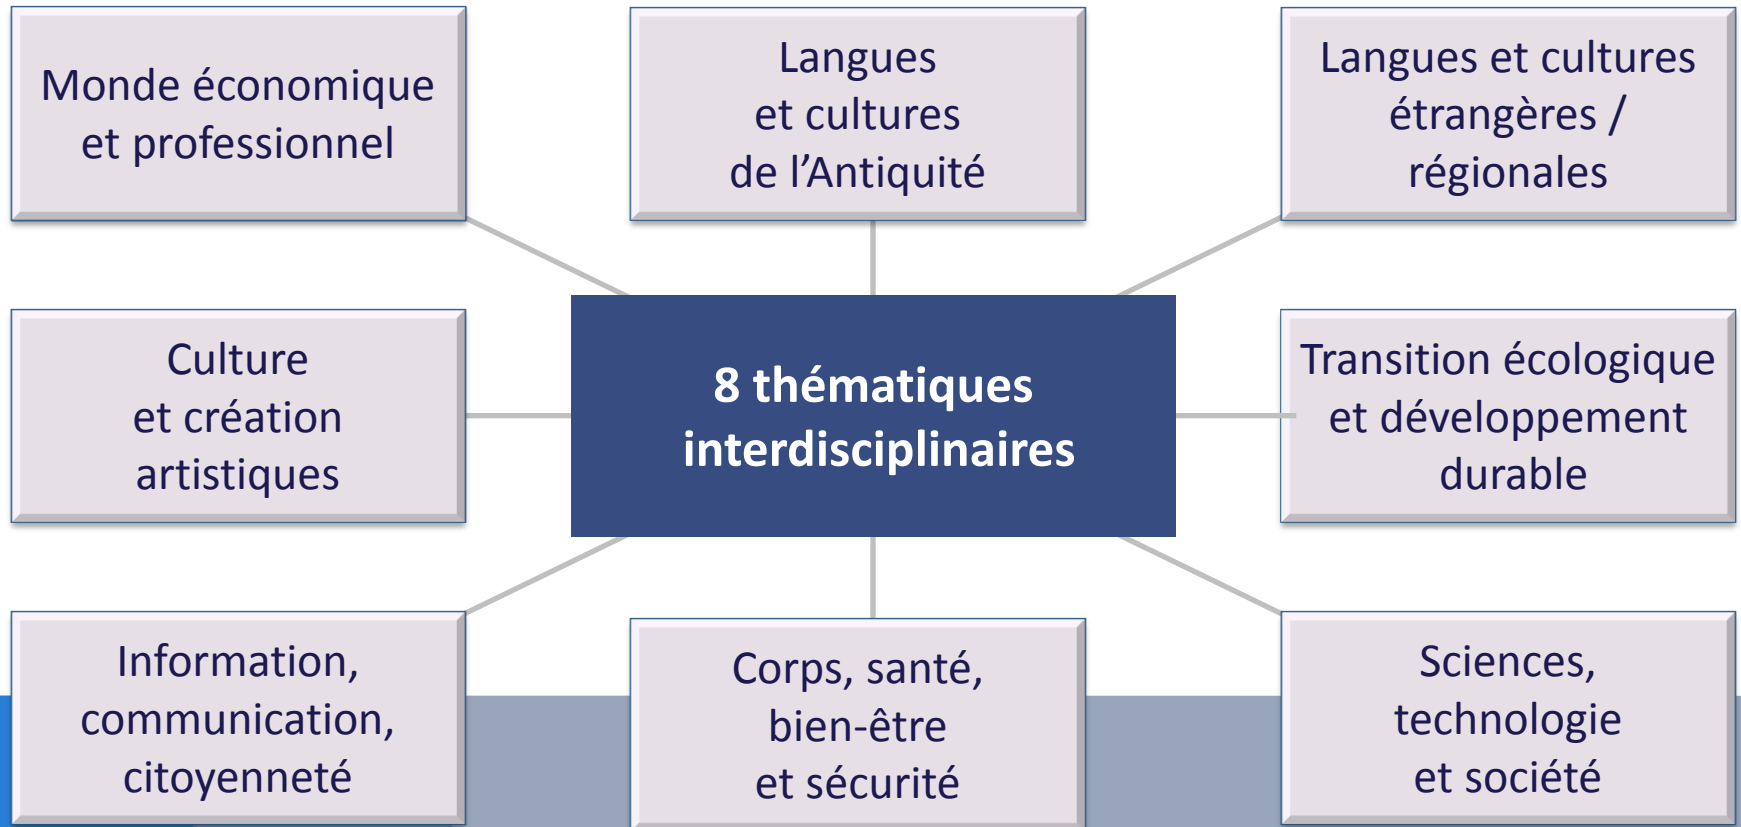 Monde économique
et professionnel
Langues
et cultures
de l’Antiquité
Langues et cultures
étrangères /
régionales
Culture
et création
artistiques
8 thématiques
interdisciplinaires
Transition écologique
et développement
durable
Information,
communication,
citoyenneté
Corps, santé,
bien-être
et sécurité
Sciences,
technologie
et société